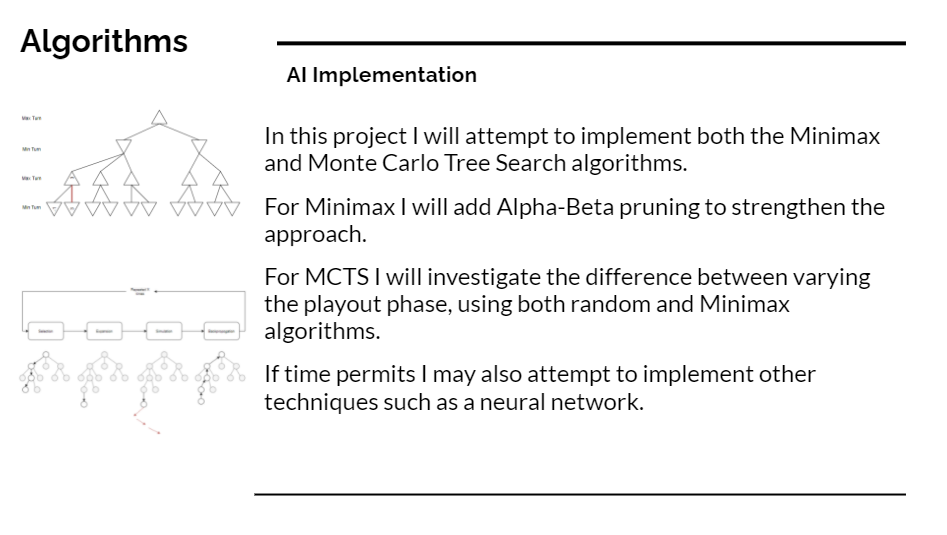 Algorithms
AI Implementation
Max Turn
Min Turn
Max Turn
Min Turn
In this project I will attempt to implement both the Minimax
and Monte Carlo Tree Search algorithms.
For Minimax I will add Alpha-Beta pruning to strengthen the
approach.
For MCTS I will investigate the difference between varying
the playout phase, using both random and Minimax
algorithms.
If time permits I may also attempt to implement other
techniques such as a neural network.
Selection
Expansion
Simulation
Backpropagation